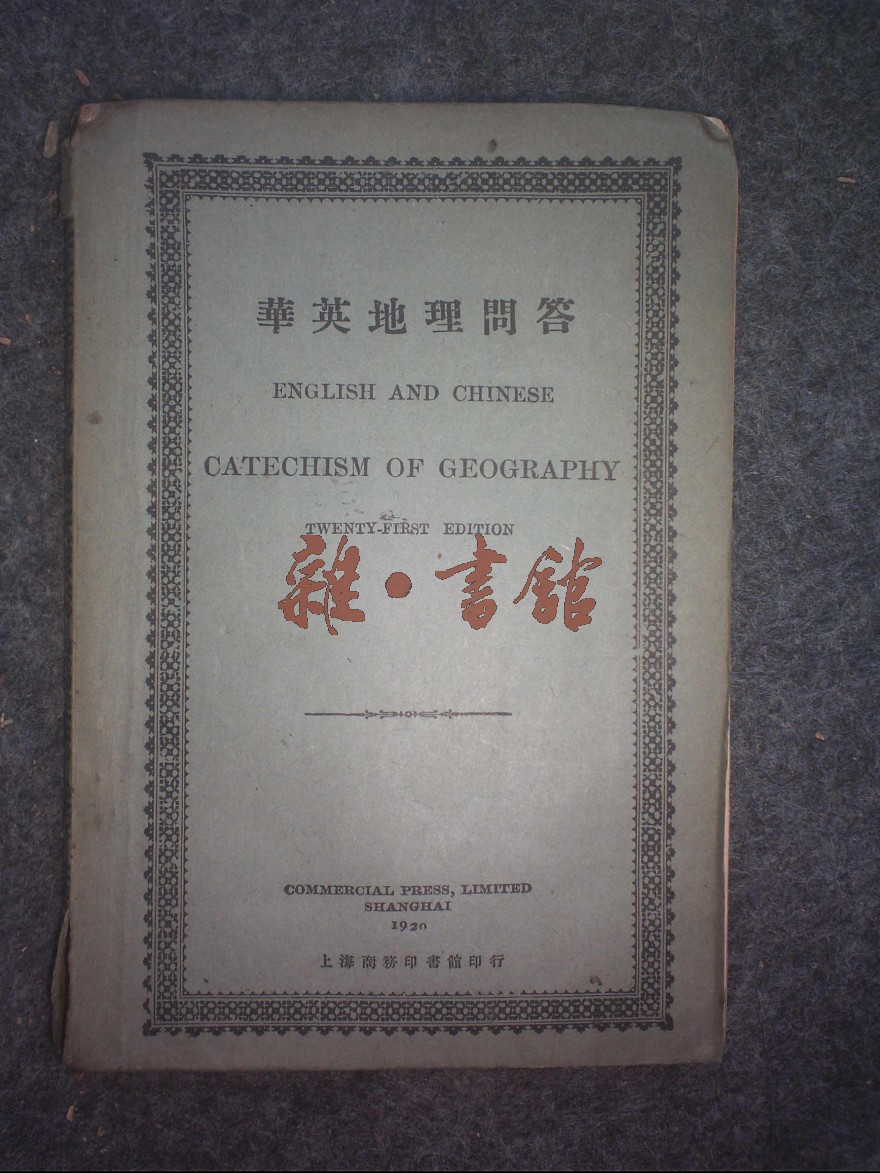 華英地理問答
ENGLISH AND CHINESE
CATECHISM OF GEOGRAPHY
TWENTY-FIRST EDITION
雜·書館
COMMERCIAL PRESS, LIMITED
SHANGHAI
1920
上海商務印書館印行